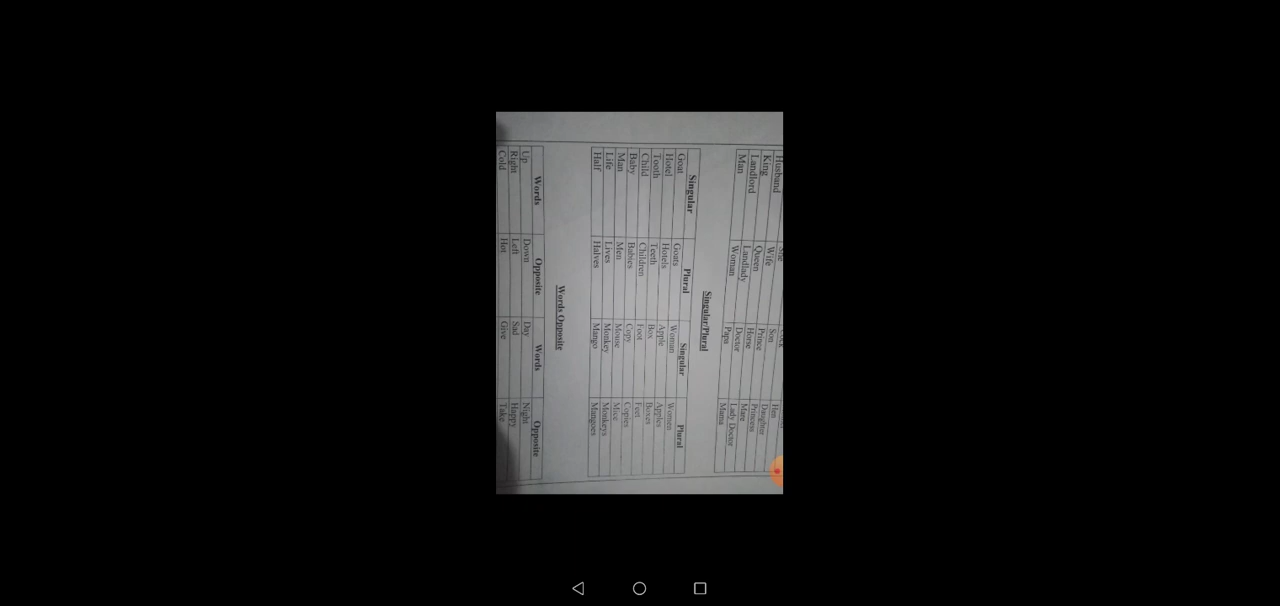 She Hen
Husband Wife Son Daughter
King Queen Prince Princess
Landlord Landlady Horse Mare
Man Woman Doctor Lady Doctor
Papa Mama
Singular/Plural
Singular Plural Singular Plural
Goat Goats Woman Women
Hotel Hotels Apple Apples
Tooth Teeth Box Boxes
Child Children Foot Feet
Baby Babies Copy Copies
Man Men Mouse Mice
Life Lives Monkey Monkeys
Half Halves Mango Mangoes
Words Opposite
Words Opposite Words Opposite
Up Down Day Night
Right Left Sad Happy
Cold Hot Give Take